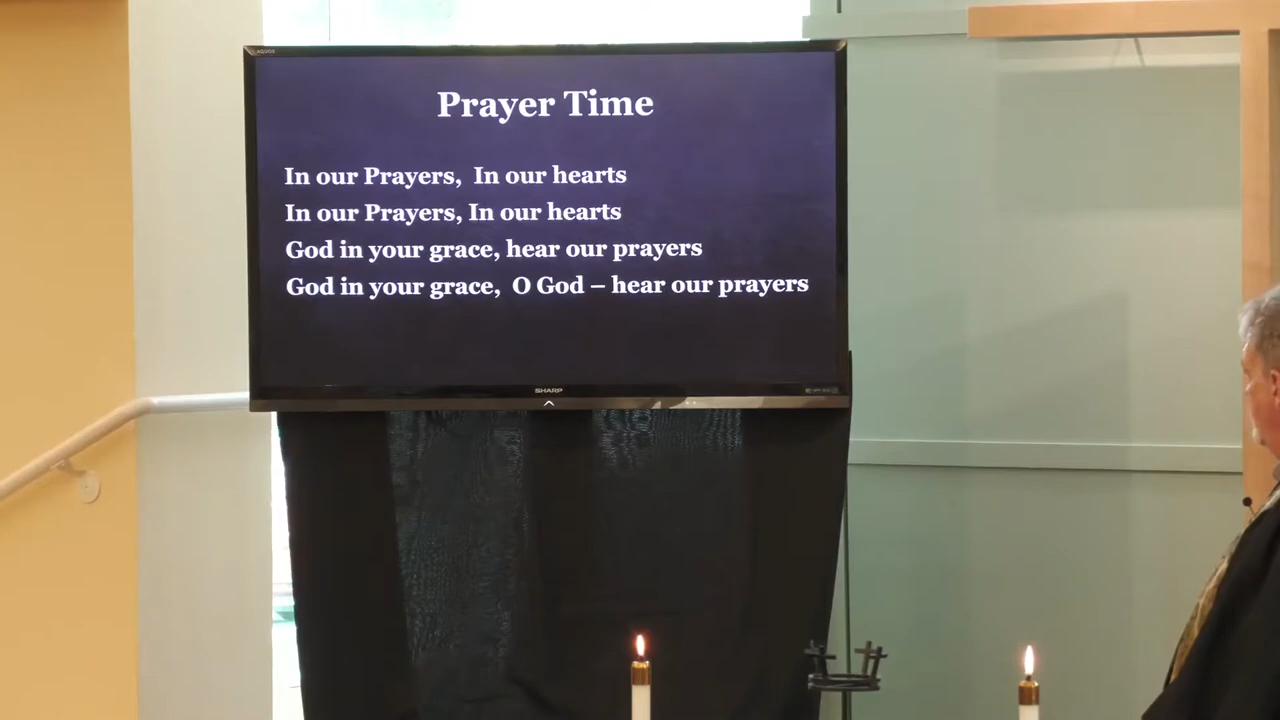 AQUOS
Prayer Time
In our Prayers,  In our hearts
In our Prayers, In our hearts
God in your grace, hear our prayers
God in your grace,  O God – hear our prayers
SHARP